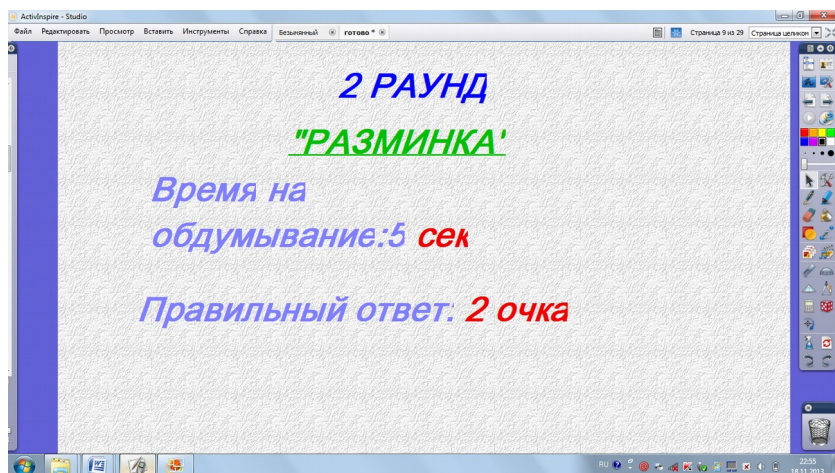 ActivInspire - Studio
Файл Редактировать Просмотр Вставить Инструменты Справка Безымянный готово * Страница 9 из 29 Страница целиком
2 РАУНД
"РАЗМИНКА"
Время на
обдумывание:5 сек
Правильный ответ: 2 очка
RU 22:55